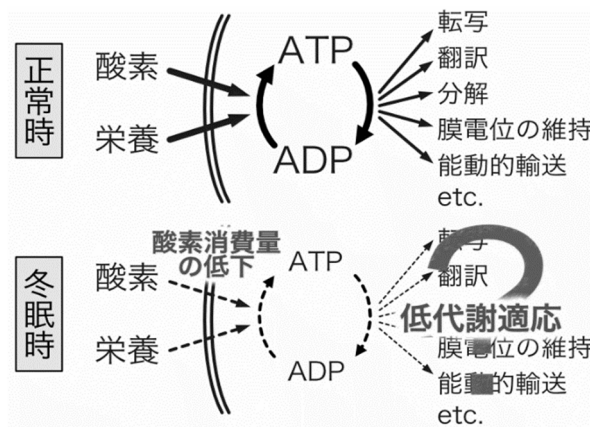 正常時
酸素
栄養
ATP
ADP
転写
翻訳
分解
膜電位の維持
能動的輸送
etc.
冬眠時
酸素消費量
の低下
酸素
栄養
ATP
ADP
?
転写
翻訳
低代謝適応
膜電位の維持
能動的輸送
etc.